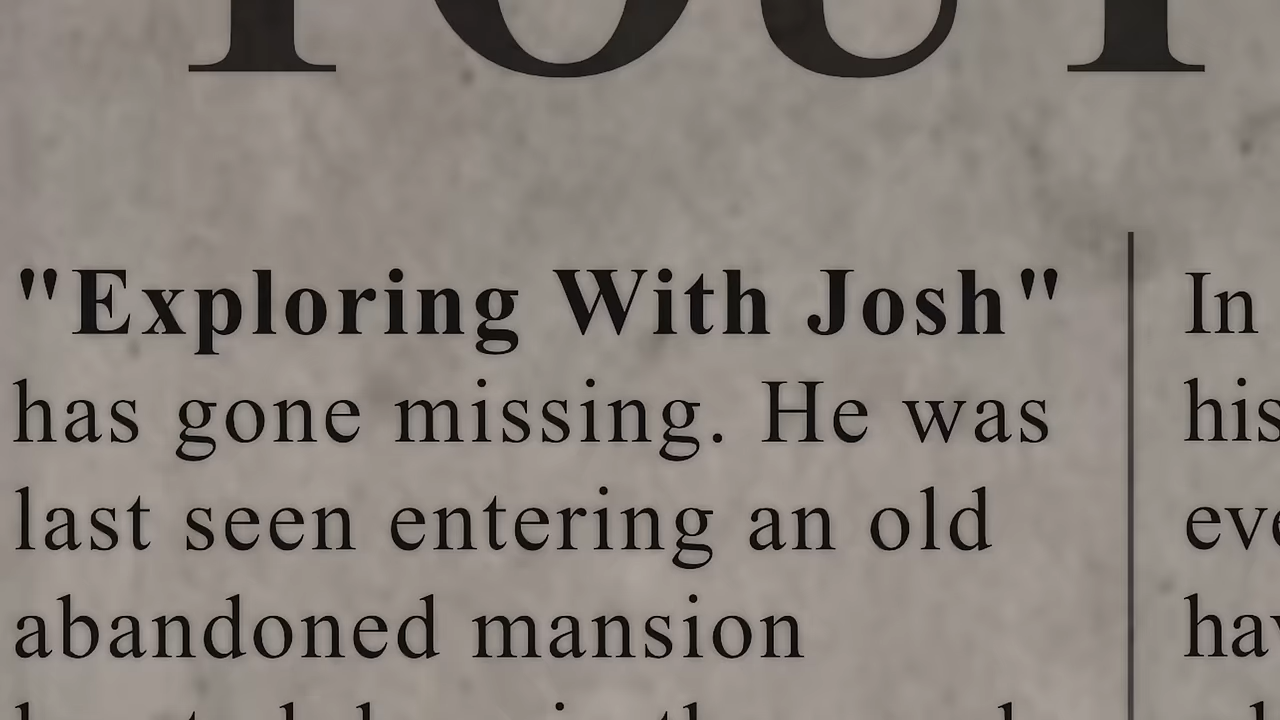 "Exploring With Josh"
has gone missing. He was
last seen entering an old
abandoned mansion
In
his